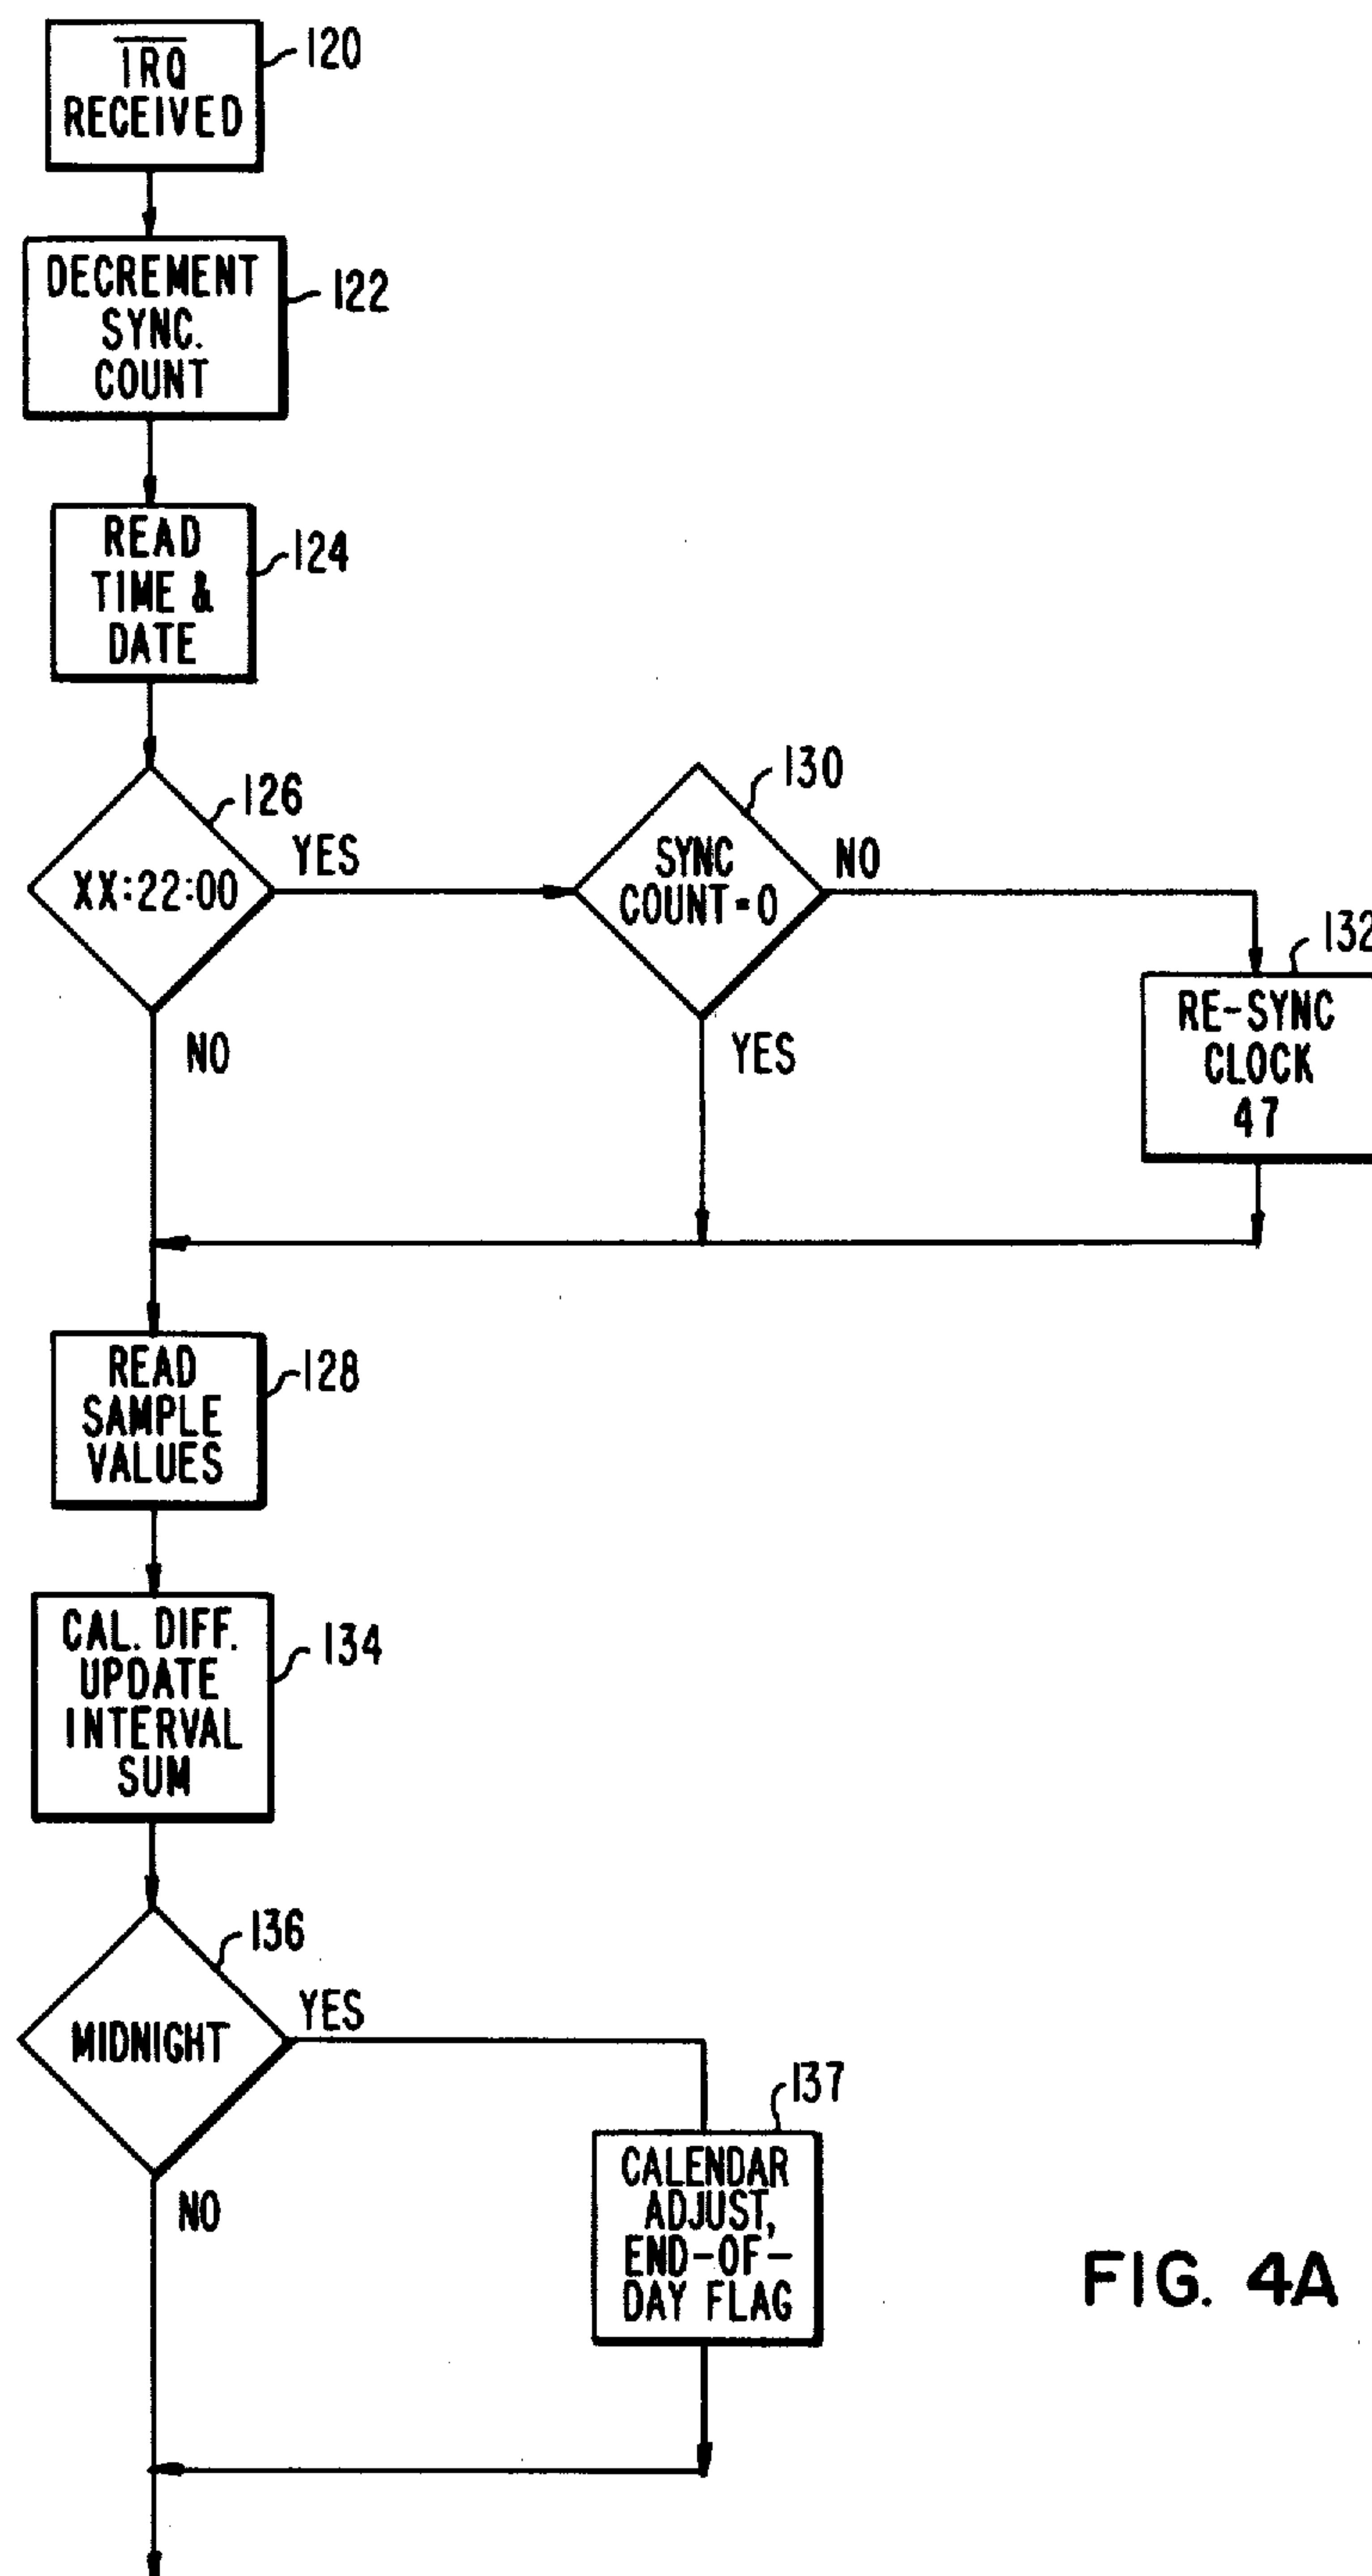 IRQ
RECEIVED
120
DECREMENT
SYNC.
COUNT
122
READ
TIME &
DATE
124
XX:22:00
126
YES
NO
SYNC
COUNT=0
130
NO
YES
132
RE-SYNC
CLOCK
47
READ
SAMPLE
VALUES
128
CAL. DIFF.
UPDATE
INTERVAL
SUM
134
MIDNIGHT
136
YES
NO
137
CALENDAR
ADJUST,
END-OF-
DAY FLAG
FIG. 4A